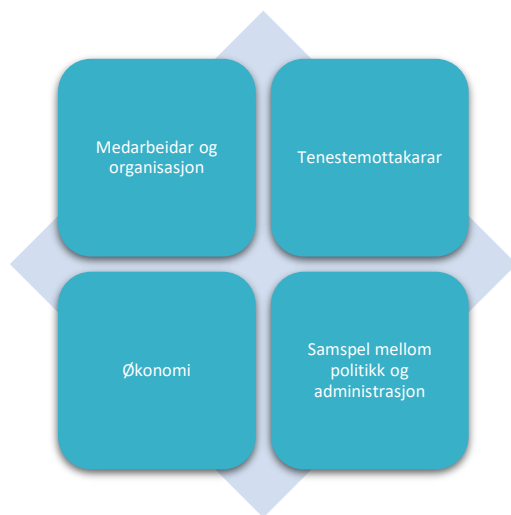 Medarbeidar og
organisasjon
Tenestemottakarar
Økonomi
Samspel mellom
politikk og
administrasjon